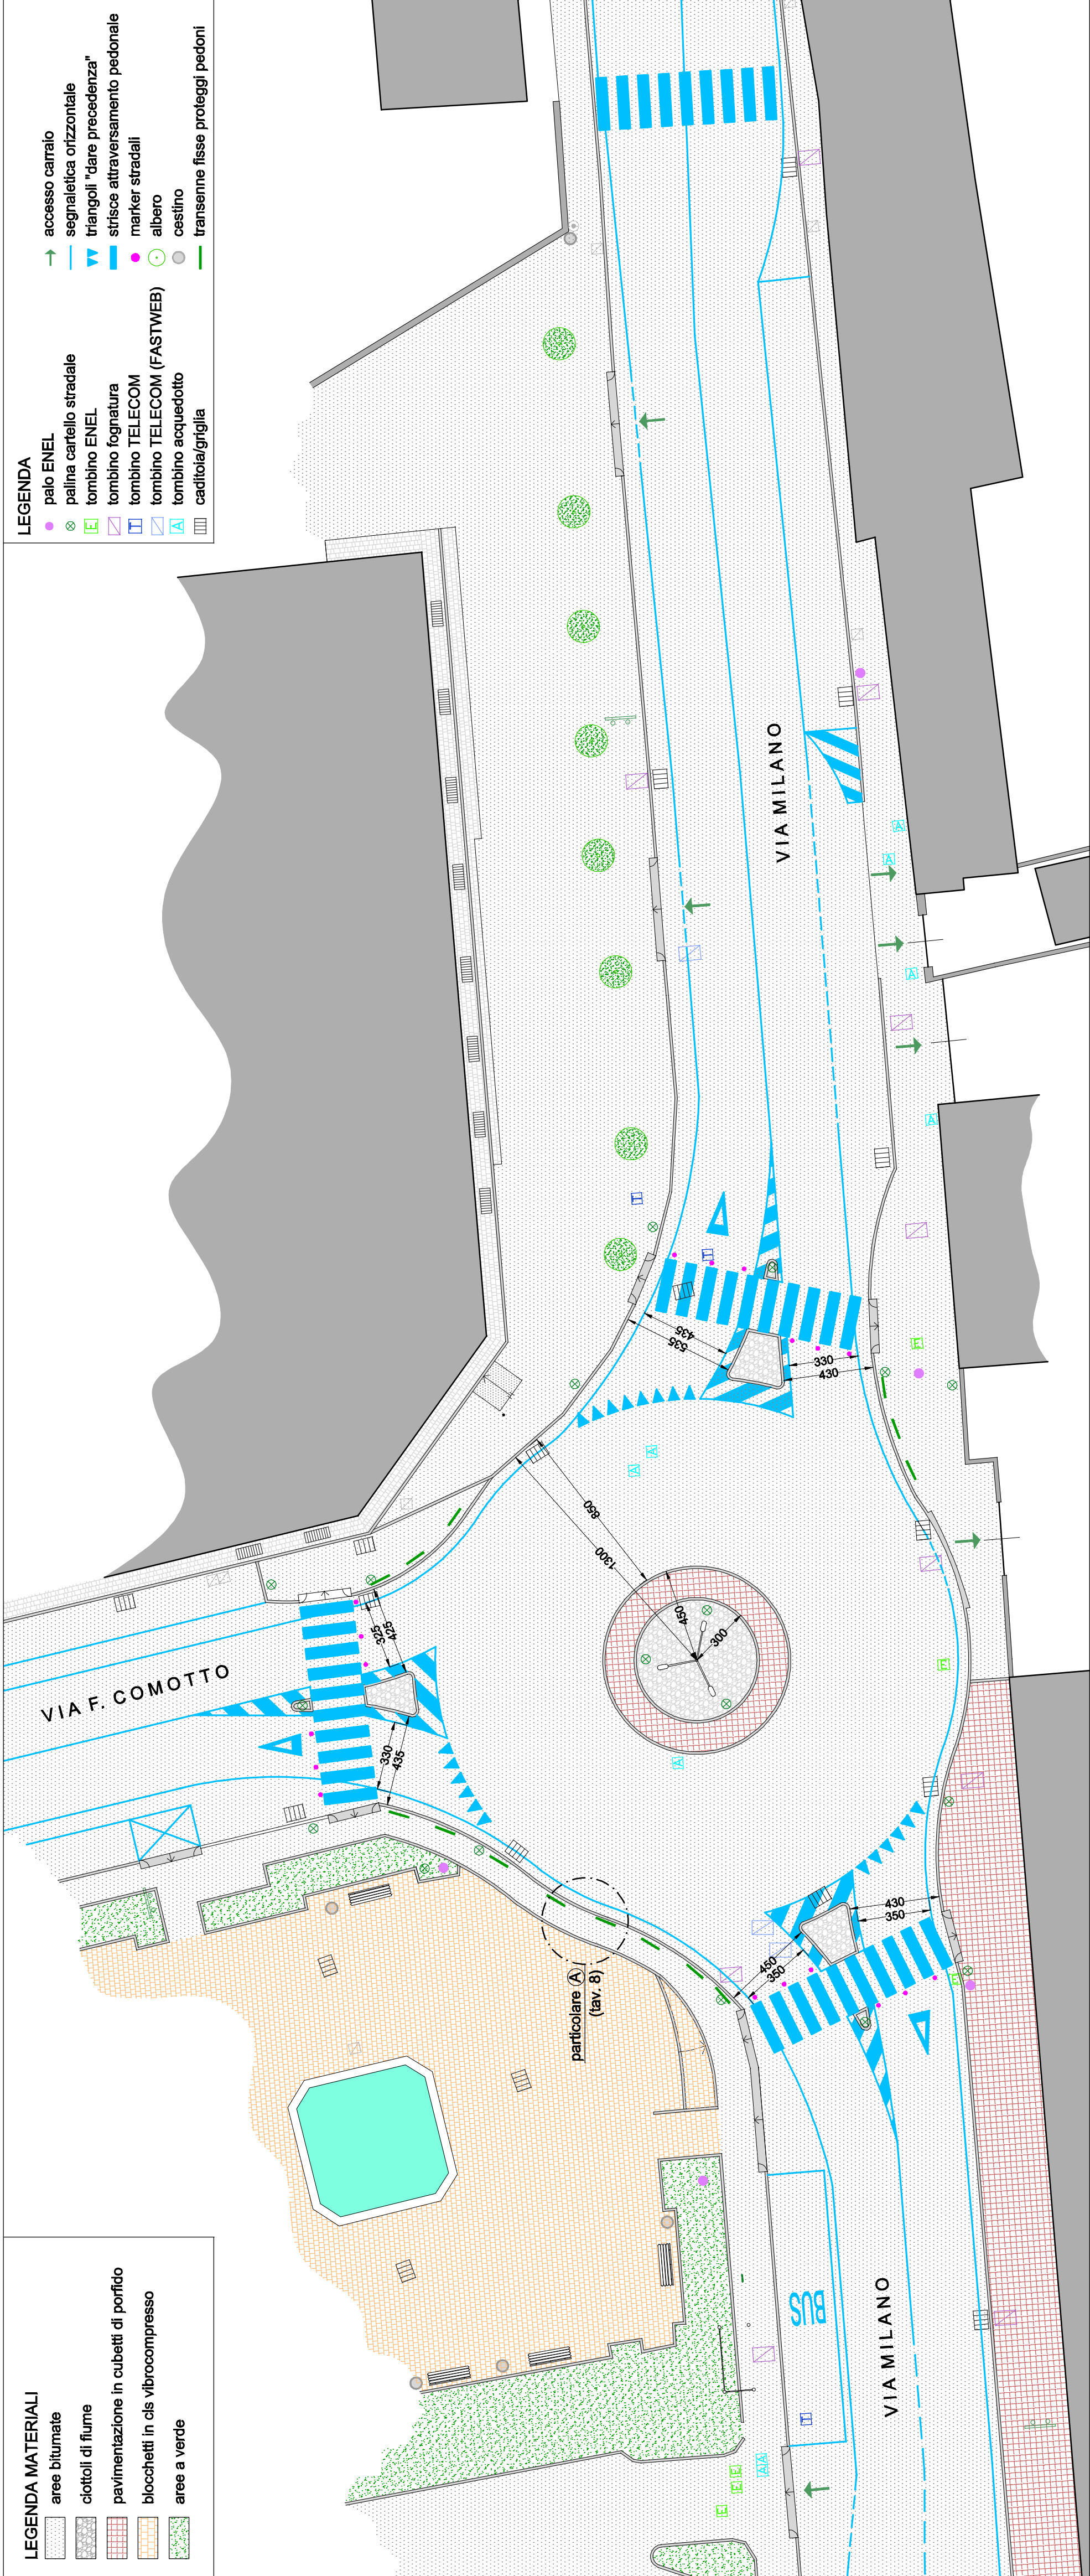 LEGENDA MATERIALI
aree bitumate
ciottoli di fiume
pavimentazione in cubetti di porfido
blocchetti in cls vibrocompresso
aree a verde
LEGENDA
palo ENEL
palina cartello stradale
E tombino ENEL
tombino fognatura
T tombino TELECOM
tombino TELECOM (FASTWEB)
A tombino acquedotto
caditoia/griglia
accesso carraio
segnaletica orizzontale
triangoli "dare precedenza"
strisce attraversamento pedonale
marker stradali
albero
cestino
transenne fisse proteggi pedoni
VIA F. COMOTTO
325
425
330
435
particolare A
(tav. 8)
450
350
430
350
BUS
VIA MILANO
1300
850
450
300
535
435
330
430
VIA MILANO
A
A
A
A
A
A
A
A
A
E
E
E
E
E
E
T
T
T